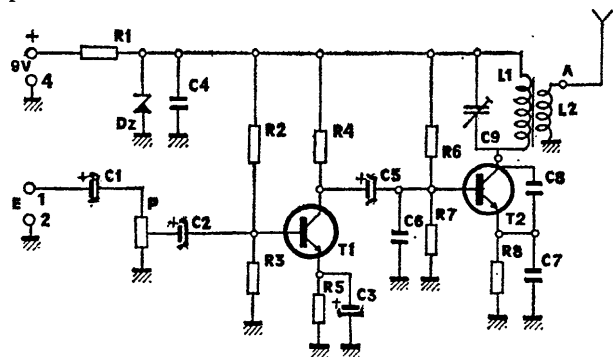 + R1 L1 A
9V
4 Dz C4 R2 R4 R6 C9 L2
E 1 C1 P + C2 + C5 C8
2 R3 T1 C6 R7 T2
R5 + C3 R8 C7